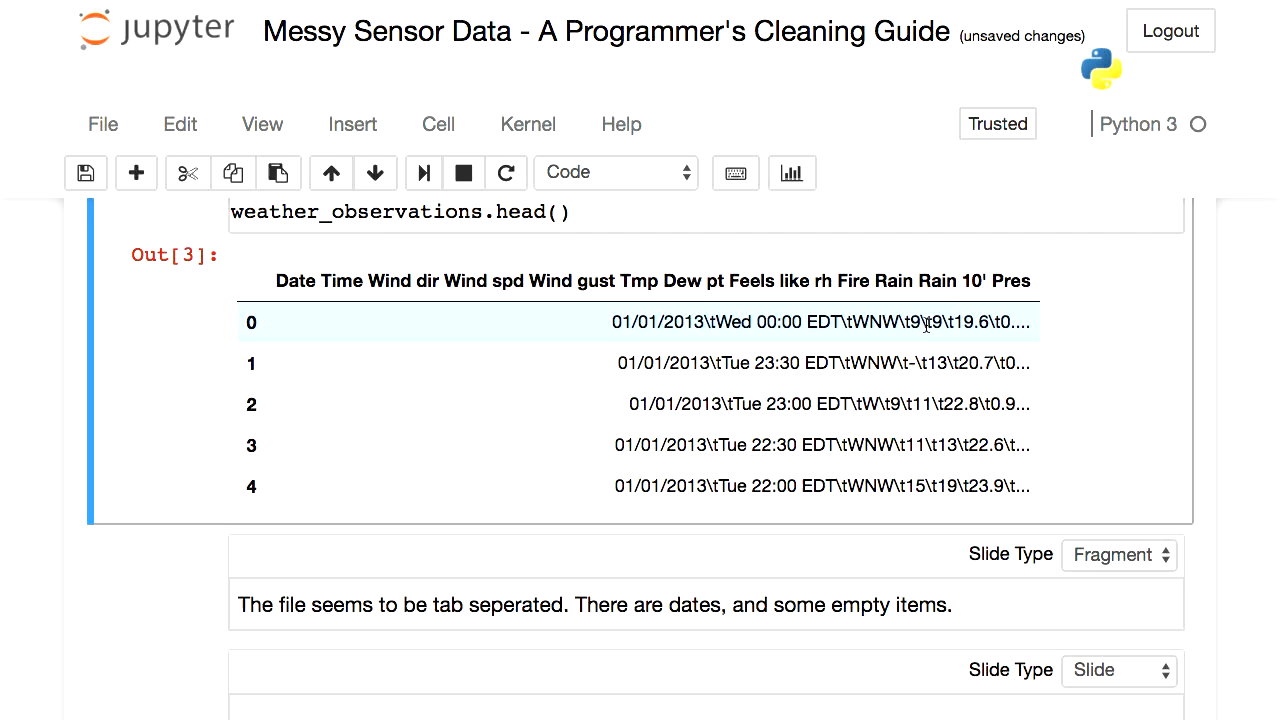 jupyter Messy Sensor Data - A Programmer's Cleaning Guide (unsaved changes) Logout
File Edit View Insert Cell Kernel Help Trusted Python 3
Code
weather_observations.head()
Out[3]:
Date Time Wind dir Wind spd Wind gust Tmp Dew pt Feels like rh Fire Rain Rain 10' Pres
0 01/01/2013\tWed 00:00 EDT\tWNW\t9\t9\t19.6\t0....
1 01/01/2013\tTue 23:30 EDT\tWNW\t-\t13\t20.7\t0...
2 01/01/2013\tTue 23:00 EDT\tW\t9\t11\t22.8\t0.9...
3 01/01/2013\tTue 22:30 EDT\tWNW\t11\t13\t22.6\t...
4 01/01/2013\tTue 22:00 EDT\tWNW\t15\t19\t23.9\t...
Slide Type Fragment
The file seems to be tab seperated. There are dates, and some empty items.
Slide Type Slide